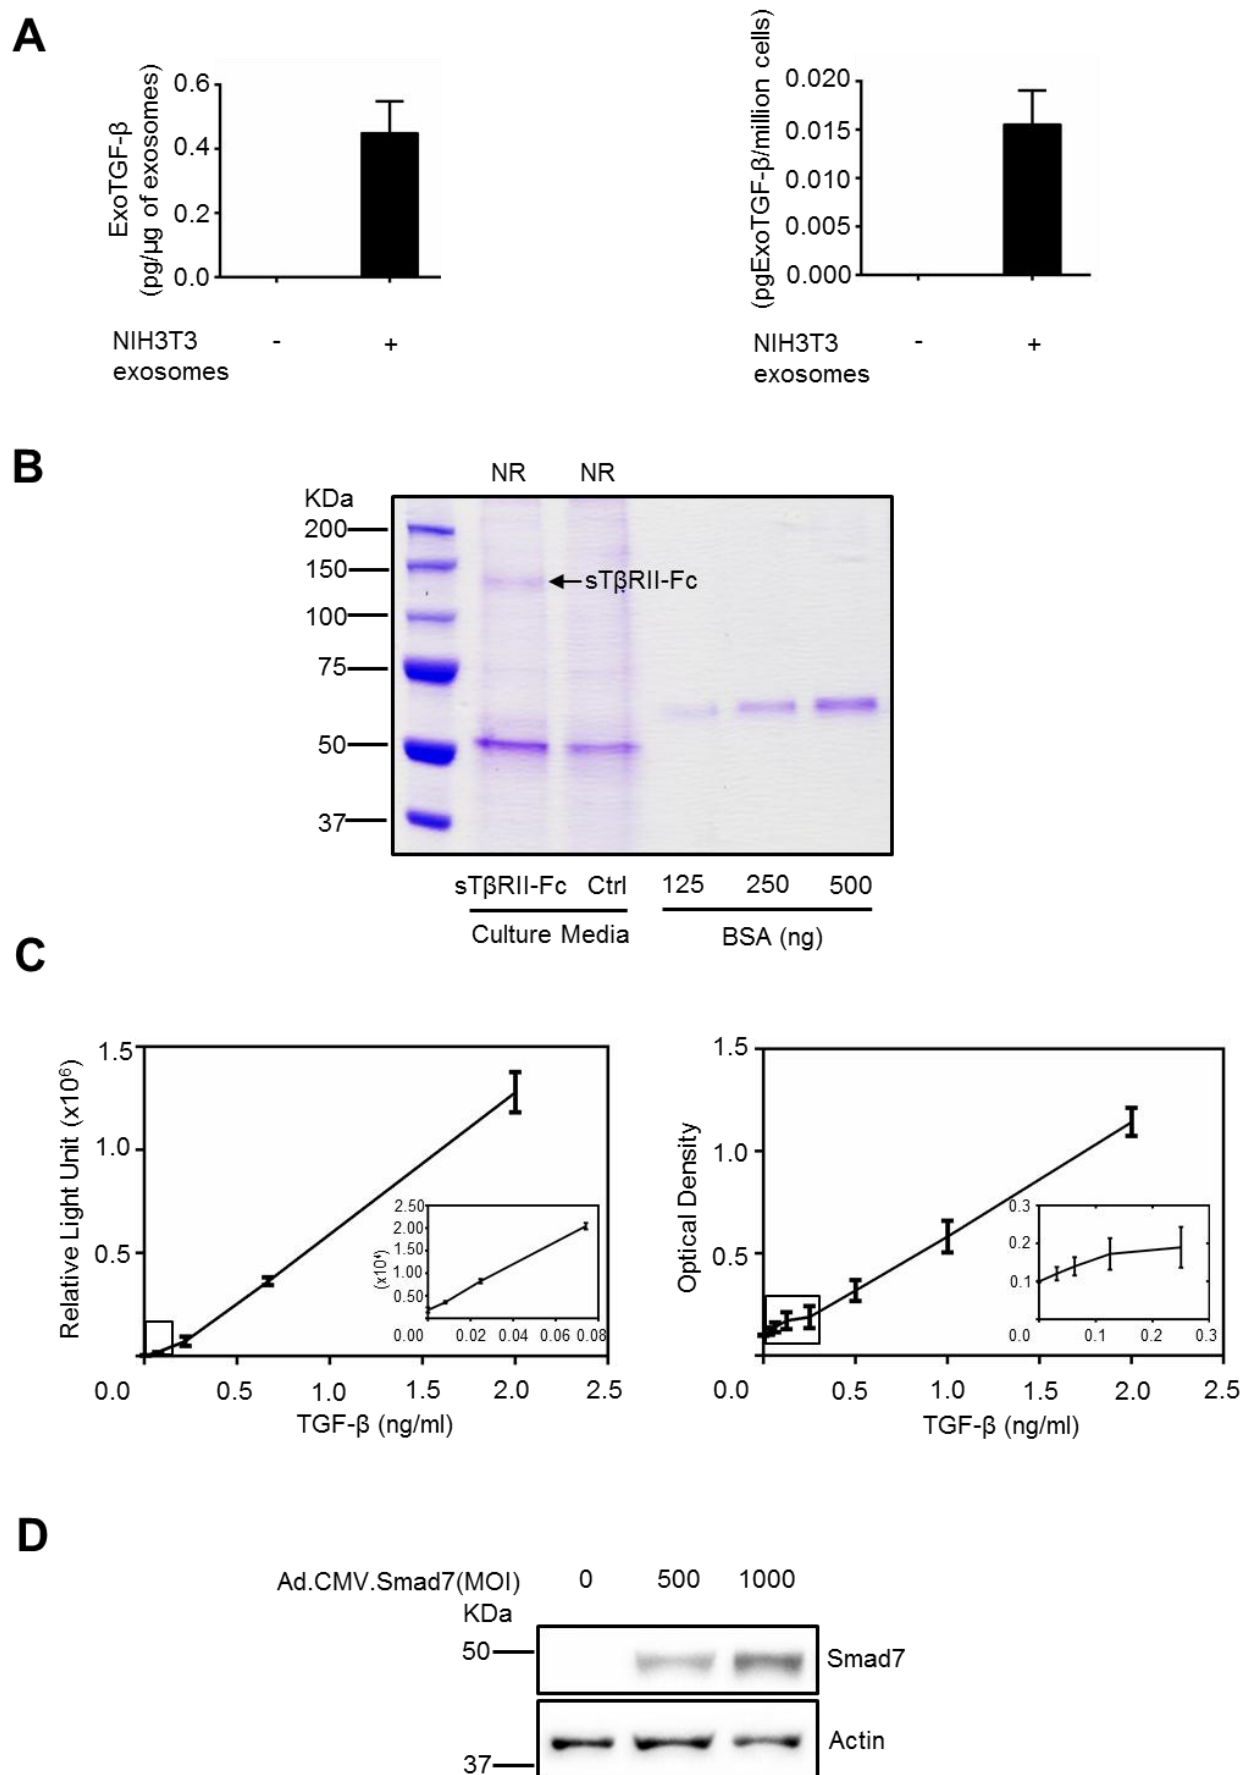 A
ExoTGF-β
(pg/µg of exosomes)
0.6
0.4
0.2
0.0
NIH3T3 - +
exosomes
(pgExoTGF-β/million cells)
0.020
0.015
0.010
0.005
0.000
NIH3T3 - +
exosomes
B
NR NR
KDa
200
150
100
75
50
37
sTβRII-Fc
sTβRII-Fc Ctrl 125 250 500
Culture Media BSA (ng)
C
Relative Light Unit (x10⁶)
1.5
1.0
0.5
0.0 0.5 1.0 1.5 2.0 2.5
TGF-β (ng/ml)
(x10⁴)
2.50
2.00
1.50
1.00
0.50
0.00 0.02 0.04 0.06 0.08
Optical Density
1.5
1.0
0.5
0.0 0.5 1.0 1.5 2.0 2.5
TGF-β (ng/ml)
0.3
0.2
0.1
0.0 0.1 0.2 0.3
D
Ad.CMV.Smad7(MOI) 0 500 1000
KDa
50
Smad7
Actin
37